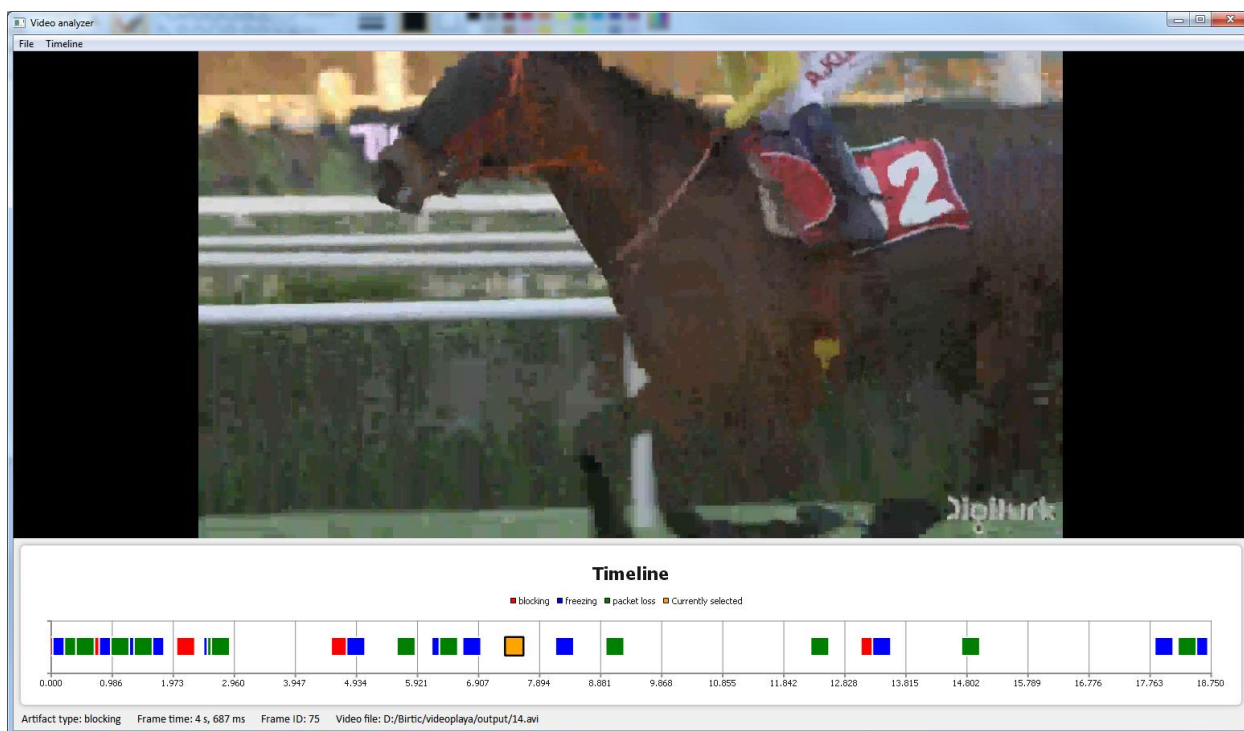 Video analyzer
File Timeline
A.KU
2
Digiturk
Timeline
blocking freezing packet loss Currently selected
0.000 0.986 1.973 2.960 3.947 4.934 5.921 6.907 7.894 8.881 9.868 10.855 11.842 12.828 13.815 14.802 15.789 16.776 17.763 18.750
Artifact type: blocking Frame time: 4 s, 687 ms Frame ID: 75 Video file: D:/Birtic/videoplaya/output/14.avi